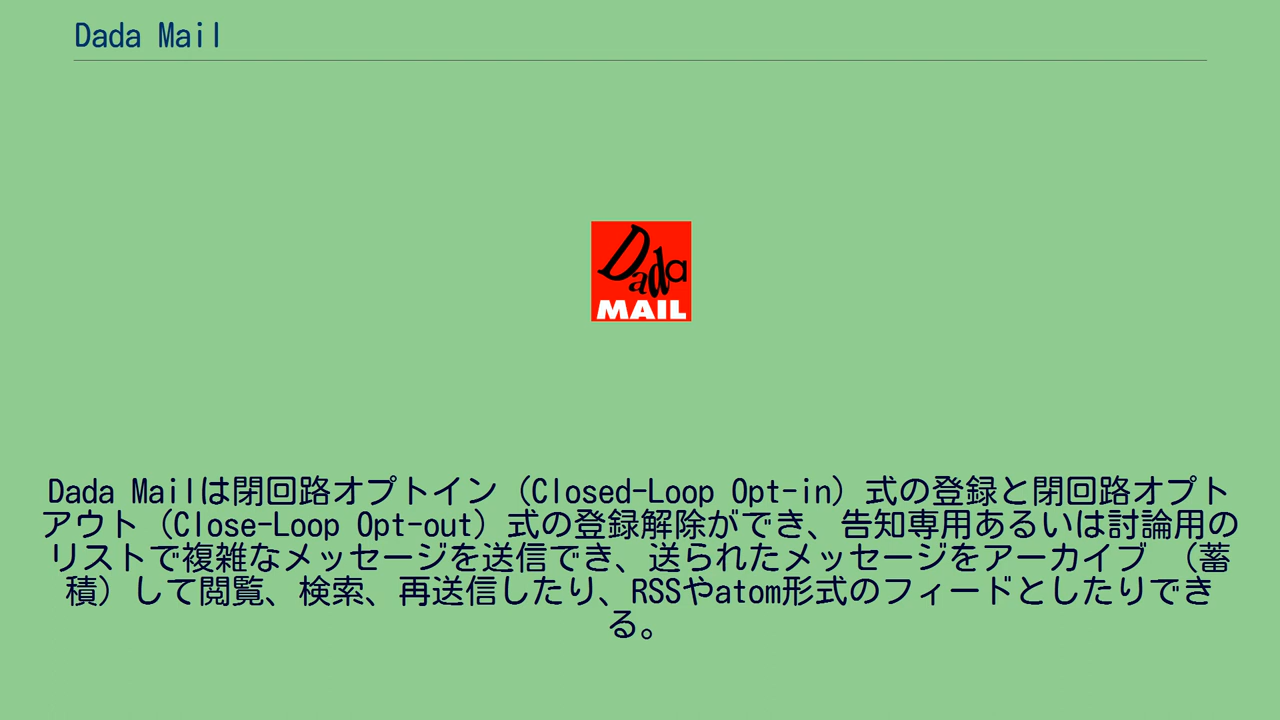 Dada Mail
Dada
MAIL
Dada Mailは閉回路オプトイン（Closed-Loop Opt-in）式の登録と閉回路オプト
アウト（Close-Loop Opt-out）式の登録解除ができ、告知専用あるいは討論用の
リストで複雑なメッセージを送信でき、送られたメッセージをアーカイブ （蓄
積）して閲覧、検索、再送信したり、RSSやatom形式のフィードとしたりでき
る。